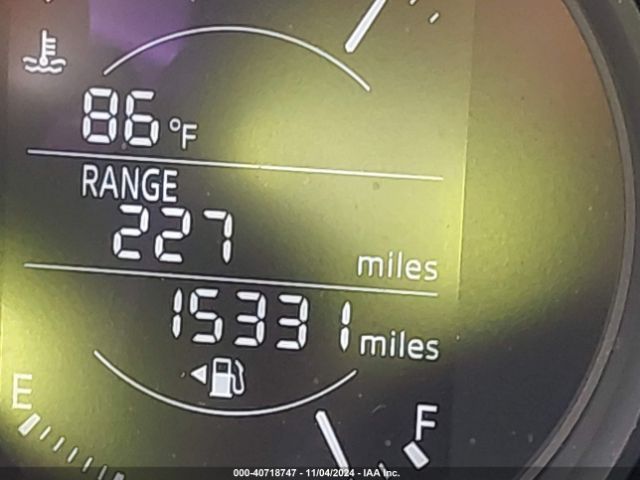 86 °F
RANGE
227
miles
15331 miles
E
F
000-40718747 - 11/04/2024 - IAA Inc.